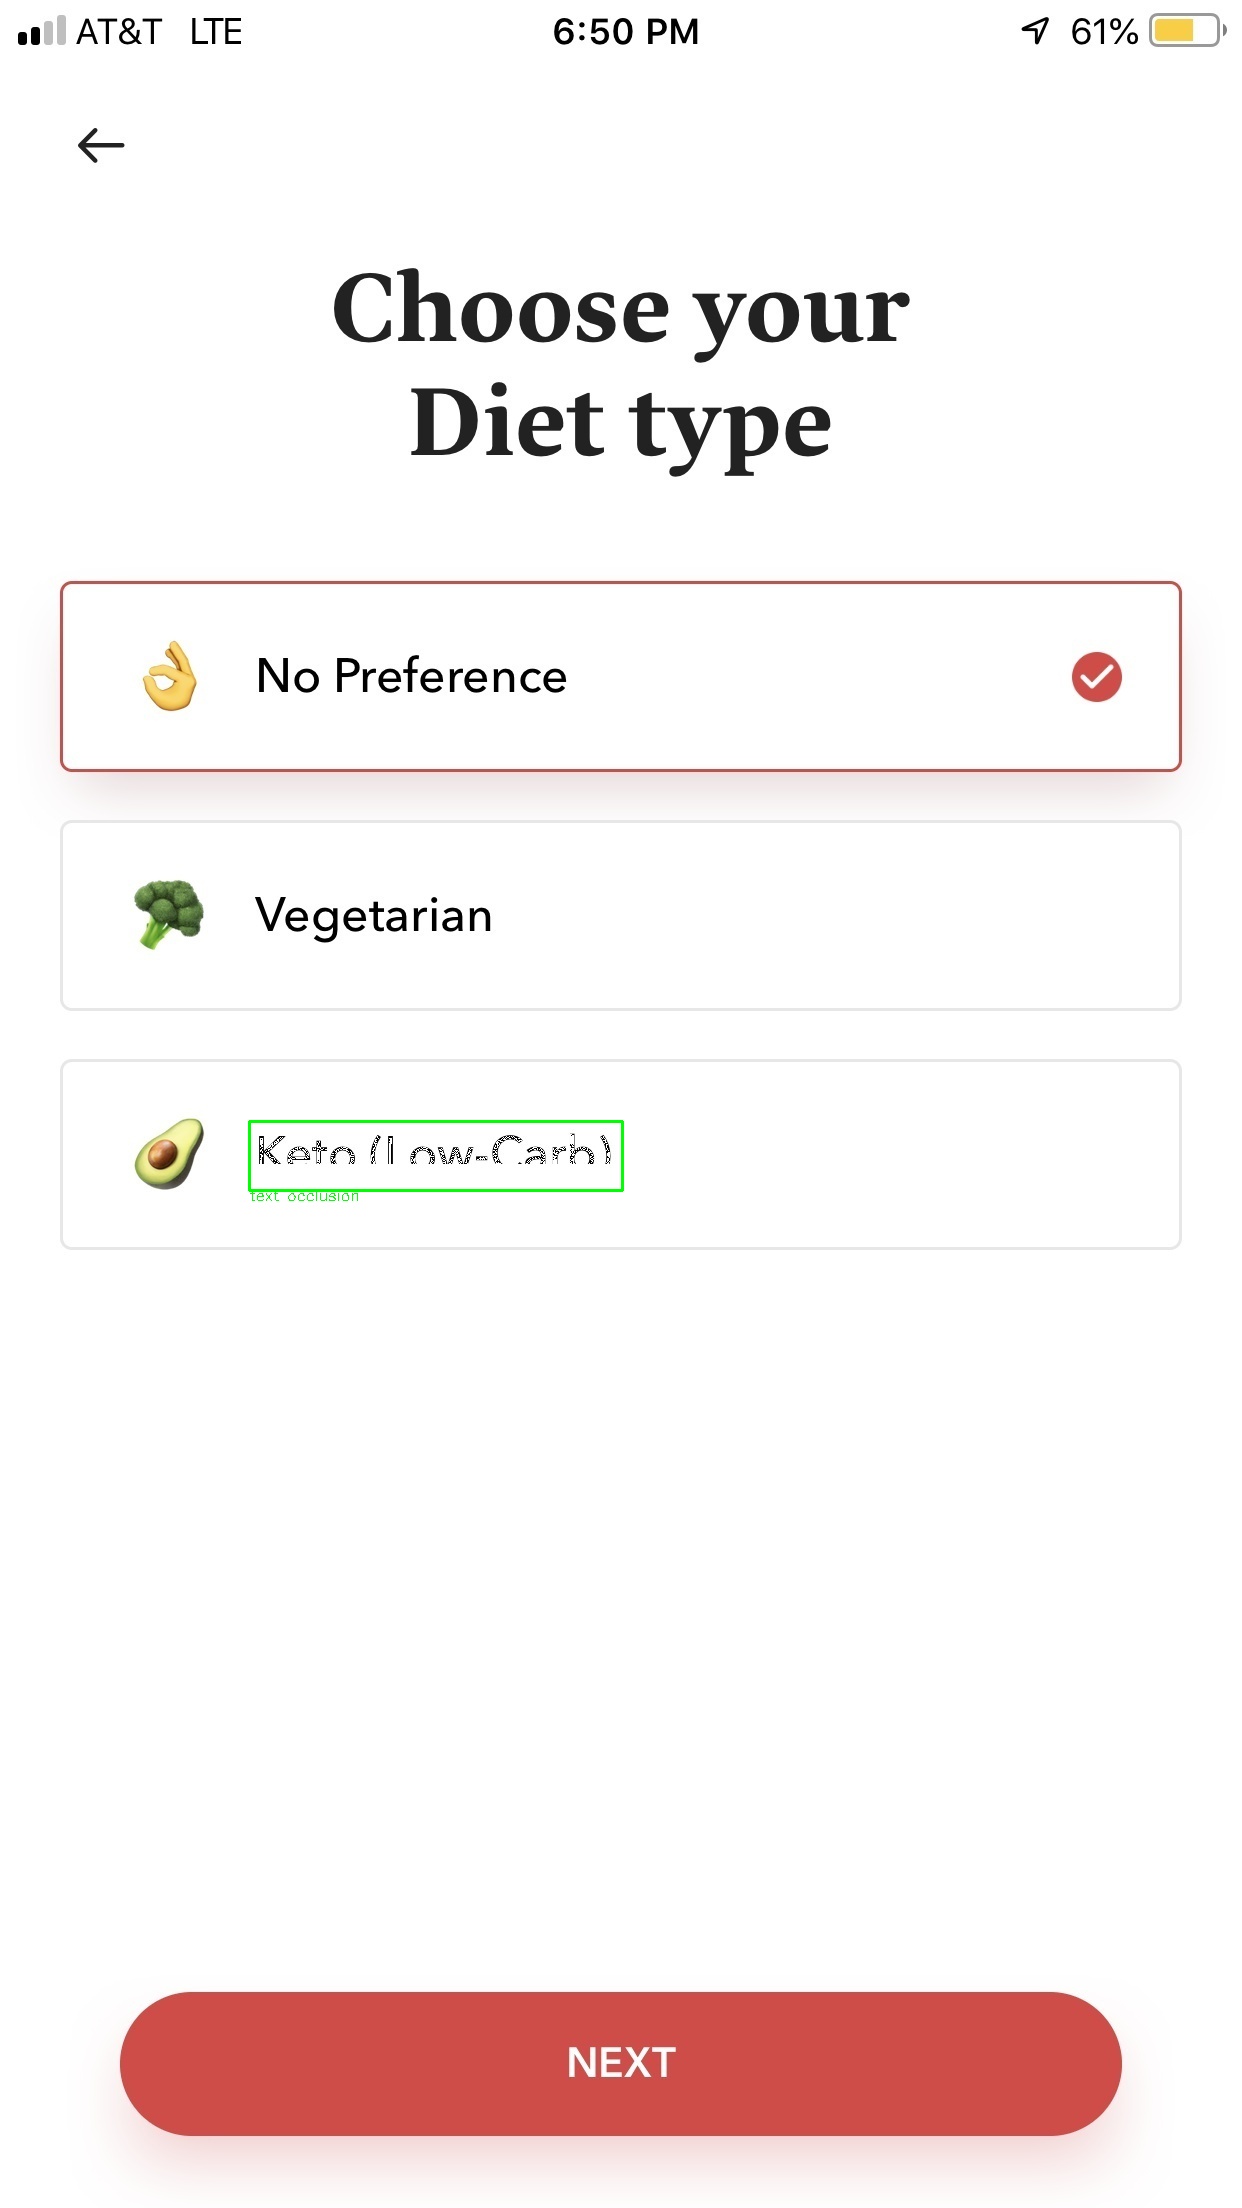 AT&T LTE 6:50 PM 61%
Choose your
Diet type
No Preference
Vegetarian
Keto (Low-Carb)
text occlusion
NEXT